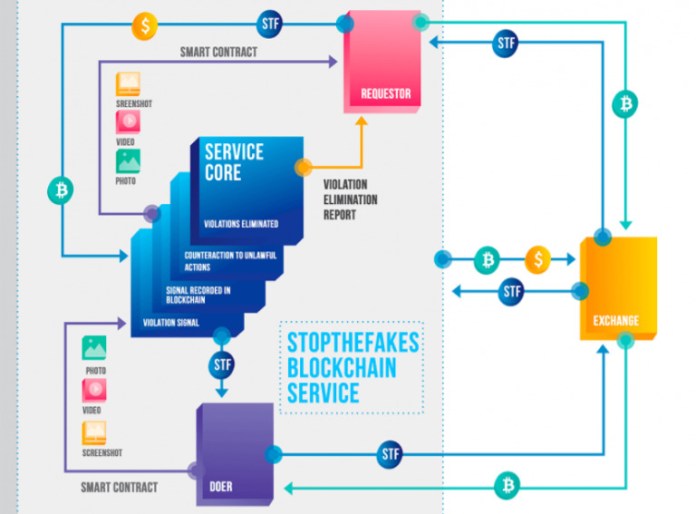 $
STF
SMART CONTRACT
STF
SREENSHOT
VIDEO
PHOTO
REQUESTOR
SERVICE
CORE
VIOLATIONS ELIMINATED
VIOLATION
ELIMINATION
REPORT
COUNTERACTION TO UNLAWFUL
ACTIONS
SIGNAL RECORDED IN
BLOCKCHAIN
VIOLATION SIGNAL
$
STF
EXCHANGE
STOPTHEFAKES
BLOCKCHAIN
SERVICE
STF
PHOTO
VIDEO
SCREENSHOT
SMART CONTRACT
DOER
STF